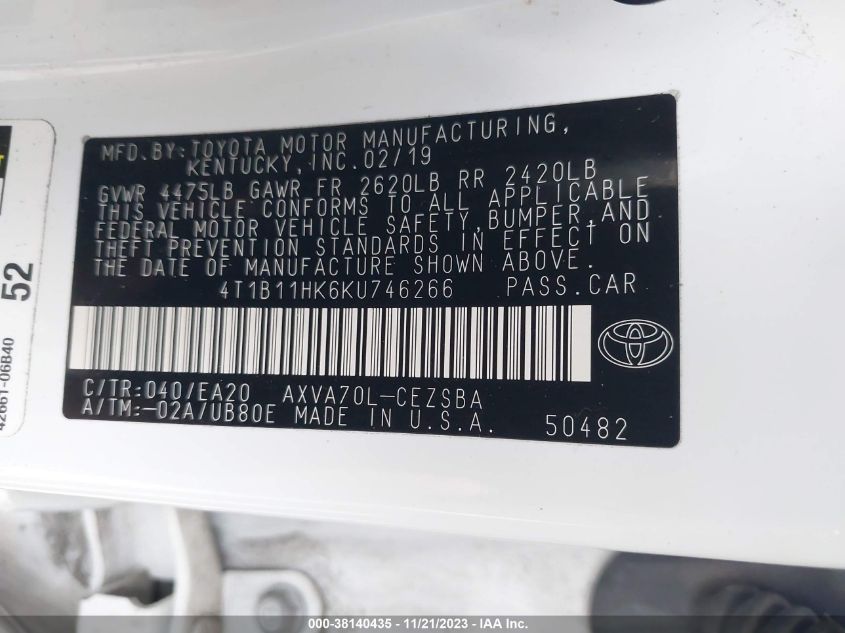 MFD.BY:TOYOTA MOTOR MANUFACTURING,
KENTUCKY,INC.02/19
GVWR 4475LB GAWR FR 2620LB RR 2420LB
THIS VEHICLE CONFORMS TO ALL APPLICABLE
FEDERAL MOTOR VEHICLE SAFETY,BUMPER,AND
THEFT PREVENTION STANDARDS IN EFFECT ON
THE DATE OF MANUFACTURE SHOWN ABOVE.
4T1B11HK6KU746266 PASS.CAR
C/TR:040/EA20 AXVA70L-CEZSBA
A/TM:-02A/UB80E MADE IN U.S.A. 50482
52
42661-06B40
000-38140435 - 11/21/2023 - IAA Inc.